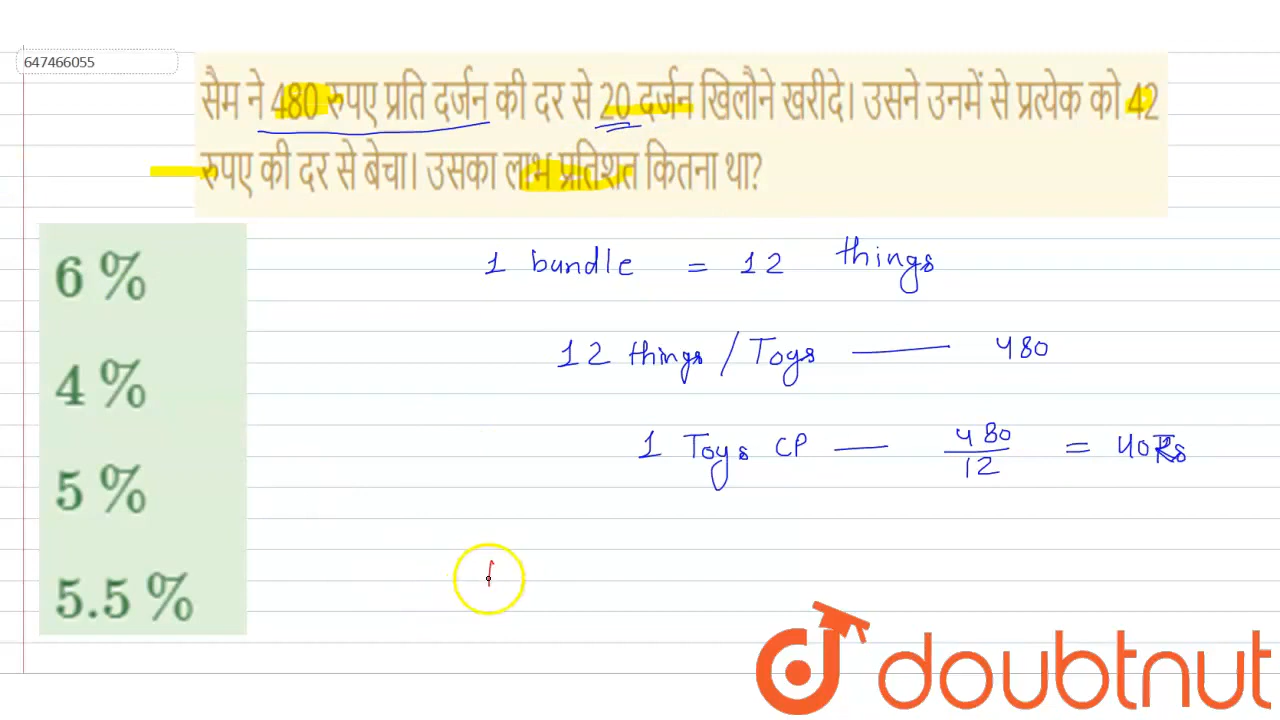 647466055
सैम ने 480 रुपए प्रति दर्जन की दर से 20 दर्जन खिलौने खरीदे। उसने उनमें से प्रत्येक को 42
रुपए की दर से बेचा। उसका लाभ प्रतिशत कितना था?
6 %
4 %
5 %
5.5 %
1 bundle = 12 things
12 things / Toys — 480
1 Toys CP — 480/12 = 40Rs
doubtnut